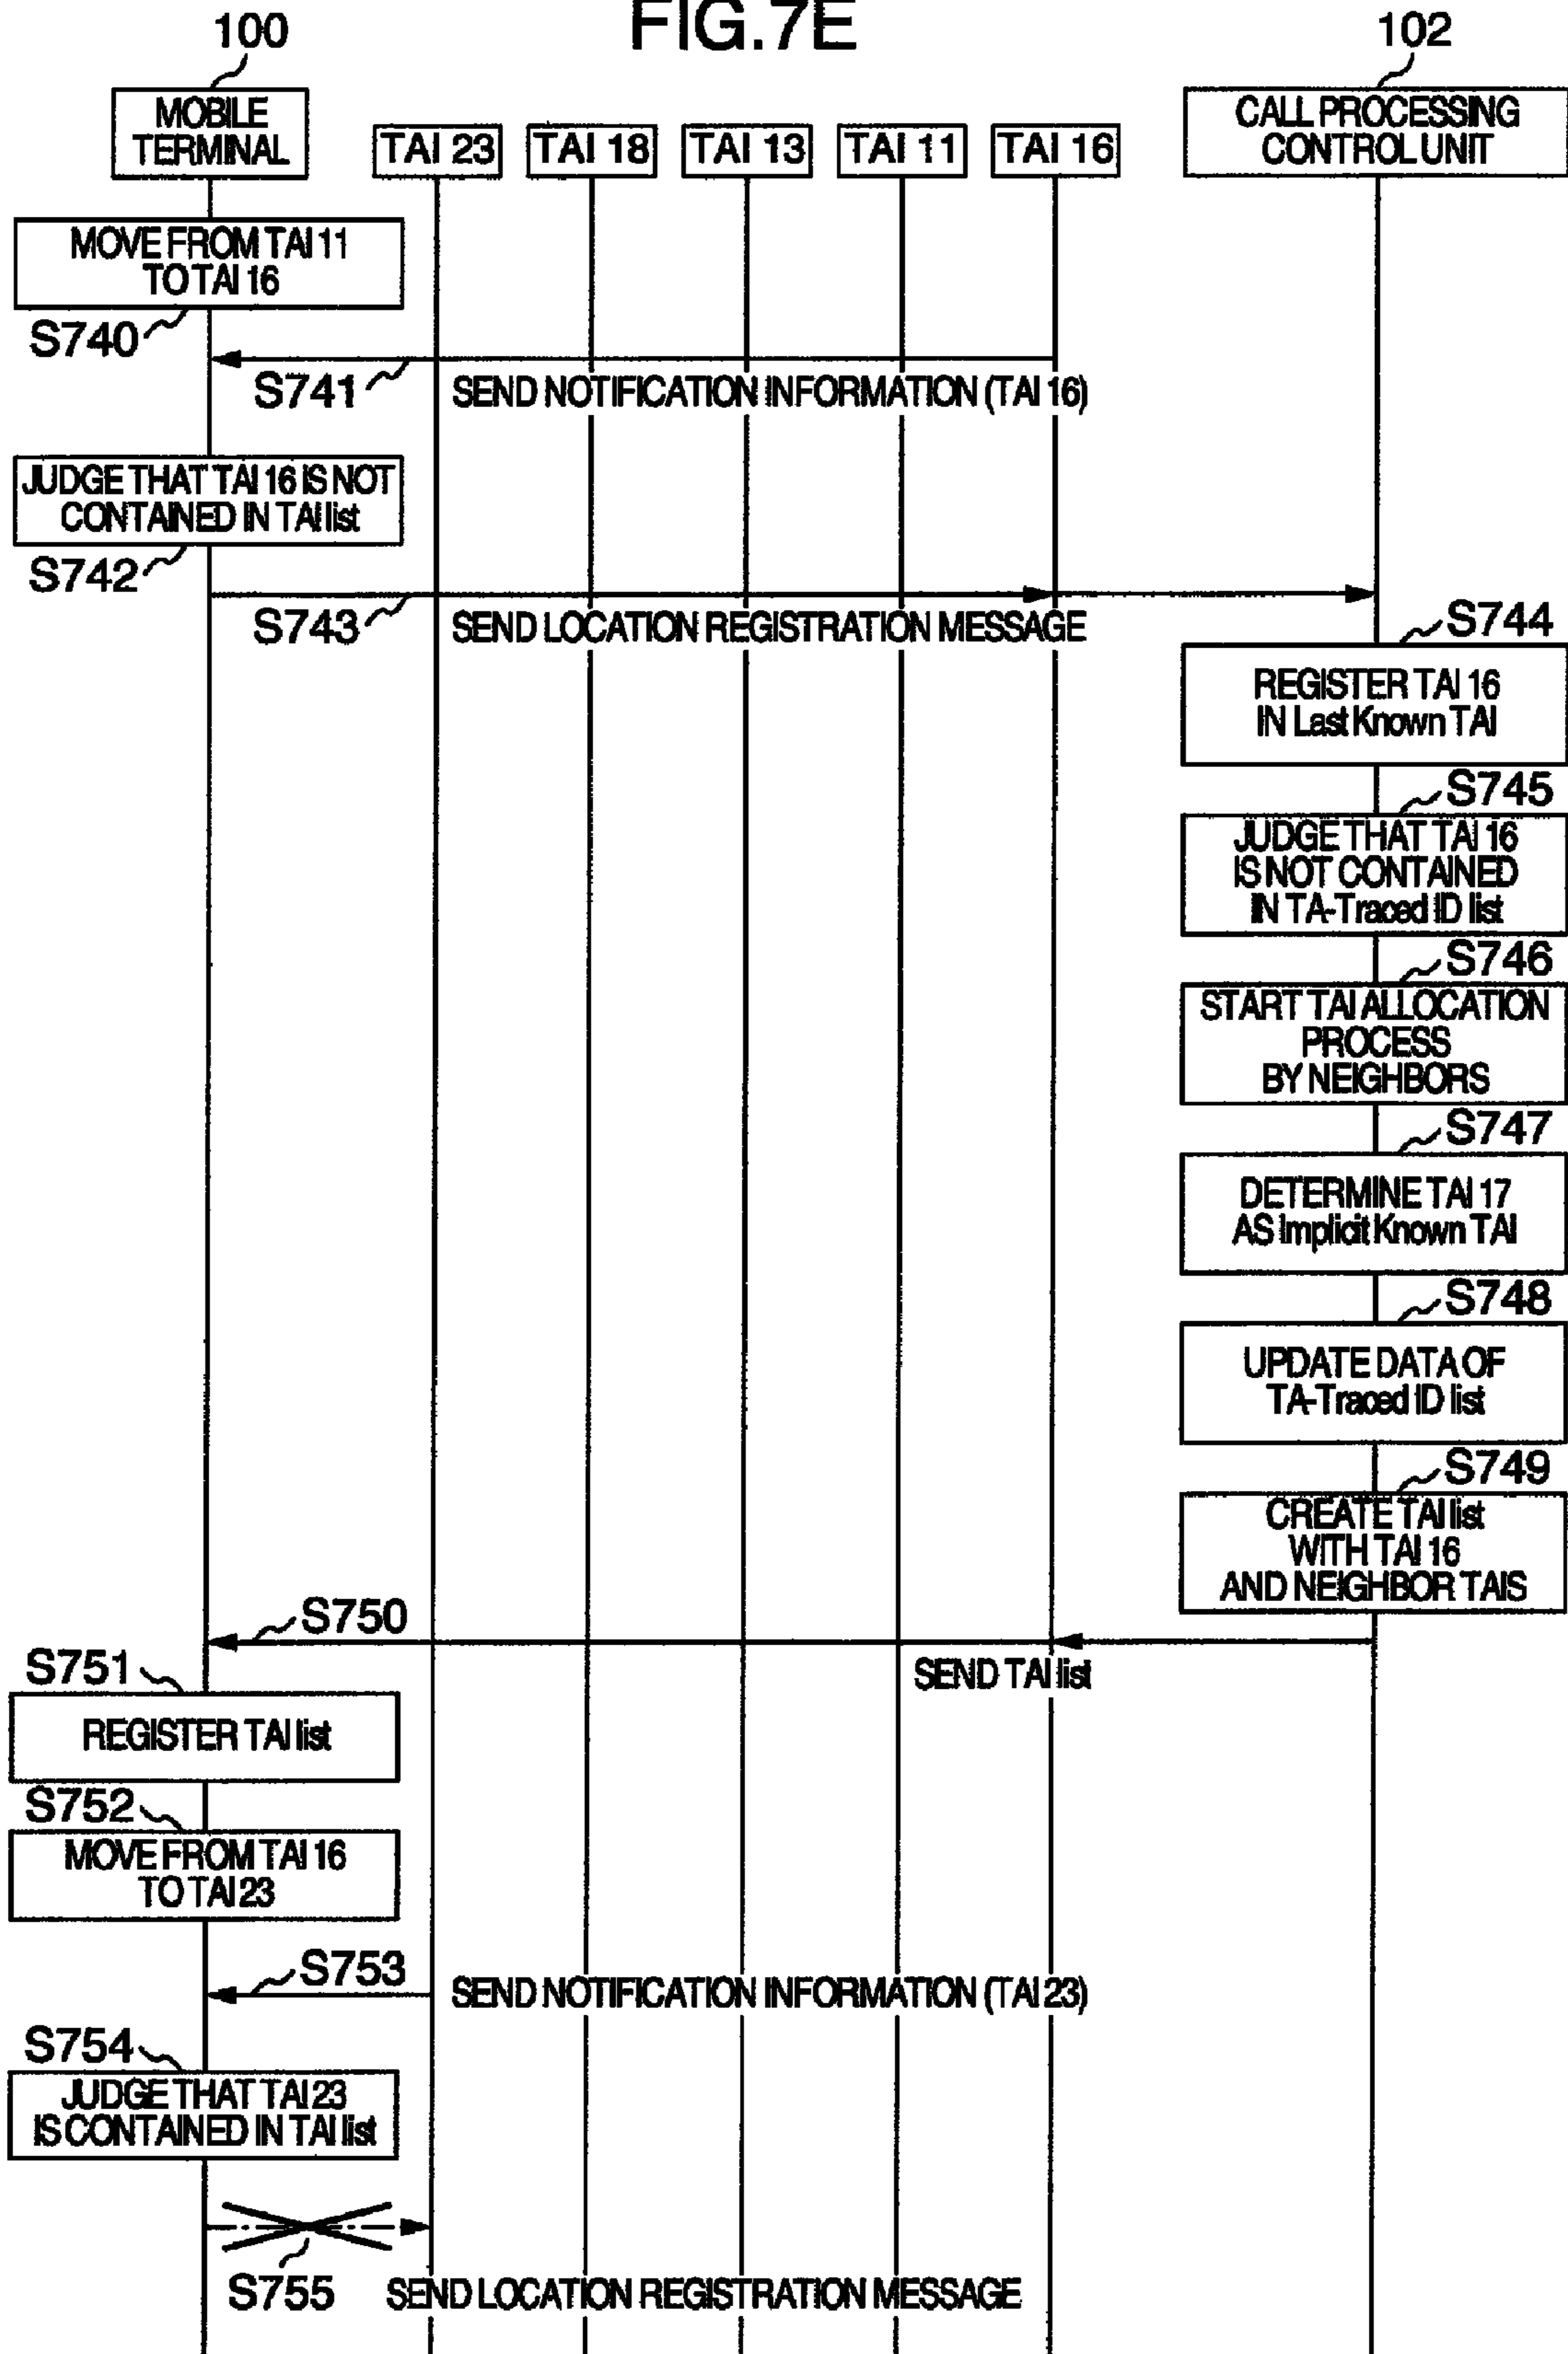 FIG.7E
100
102
MOBILE
TERMINAL
TAI 23
TAI 18
TAI 13
TAI 11
TAI 16
CALL PROCESSING
CONTROL UNIT
MOVE FROM TAI 11
TO TAI 16
S740
S741
SEND NOTIFICATION INFORMATION (TAI 16)
JUDGE THAT TAI 16 IS NOT
CONTAINED IN TAI list
S742
S743
SEND LOCATION REGISTRATION MESSAGE
S744
REGISTER TAI 16
IN Last Known TAI
S745
JUDGE THAT TAI 16
IS NOT CONTAINED
IN TA-Traced ID list
S746
START TAI ALLOCATION
PROCESS
BY NEIGHBORS
S747
DETERMINE TAI 17
AS Implicit Known TAI
S748
UPDATE DATA OF
TA-Traced ID list
S749
CREATE TAI list
WITH TAI 16
AND NEIGHBOR TAIS
S750
SEND TAI list
S751
REGISTER TAI list
S752
MOVE FROM TAI 16
TO TAI 23
S753
SEND NOTIFICATION INFORMATION (TAI 23)
S754
JUDGE THAT TAI 23
IS CONTAINED IN TAI list
S755
SEND LOCATION REGISTRATION MESSAGE